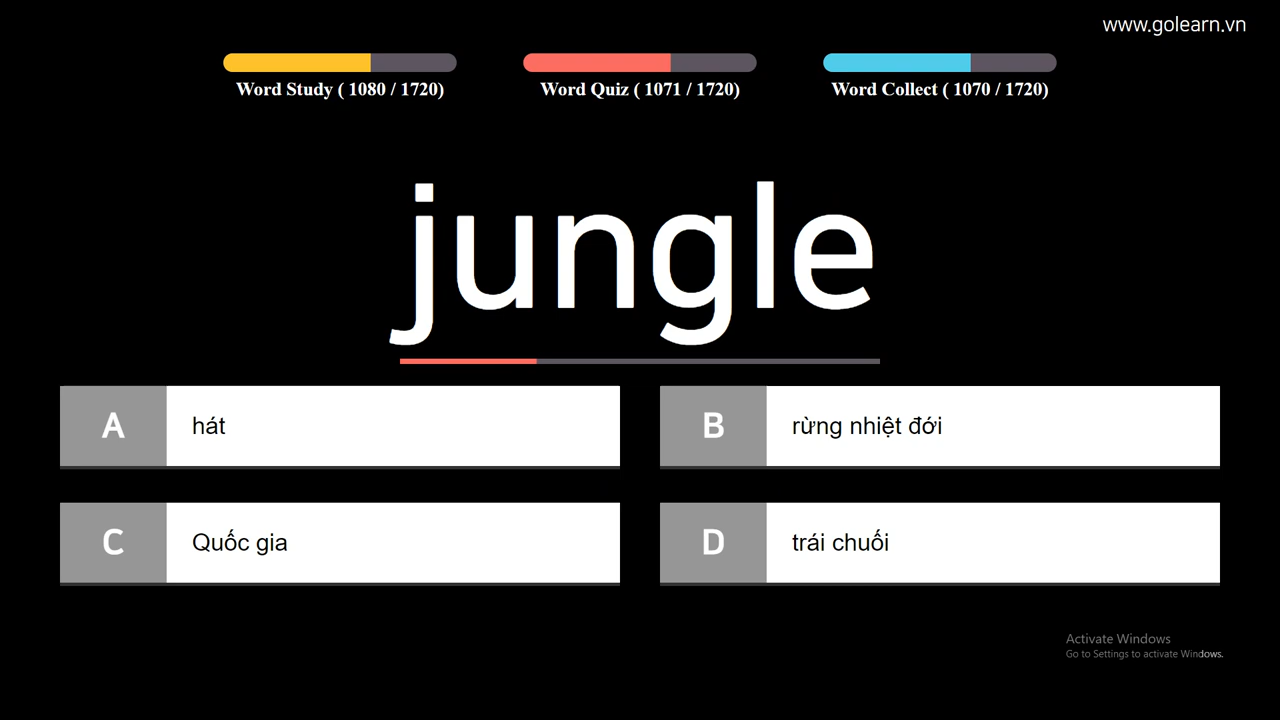 www.golearn.vn
Word Study ( 1080 / 1720)
Word Quiz ( 1071 / 1720)
Word Collect ( 1070 / 1720)
jungle
A hát
B rừng nhiệt đới
C Quốc gia
D trái chuối
Activate Windows
Go to Settings to activate Windows.